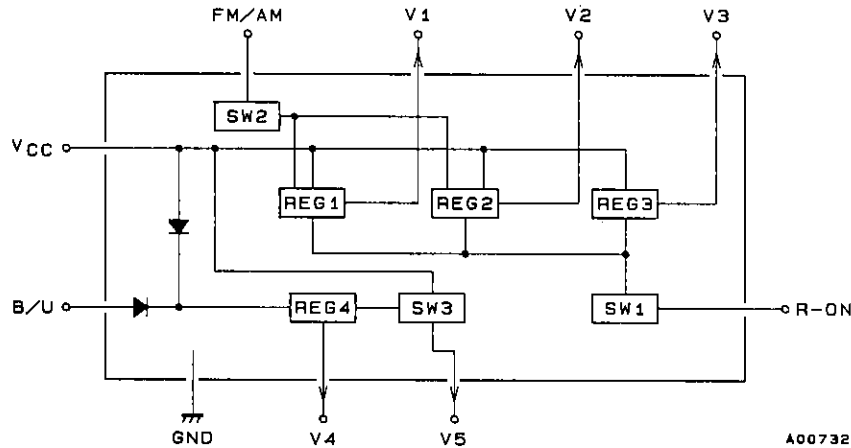 FM/AM V1 V2 V3
SW2
VCC
REG1 REG2 REG3
B/U REG4 SW3 SW1 R-ON
GND V4 V5 A00732